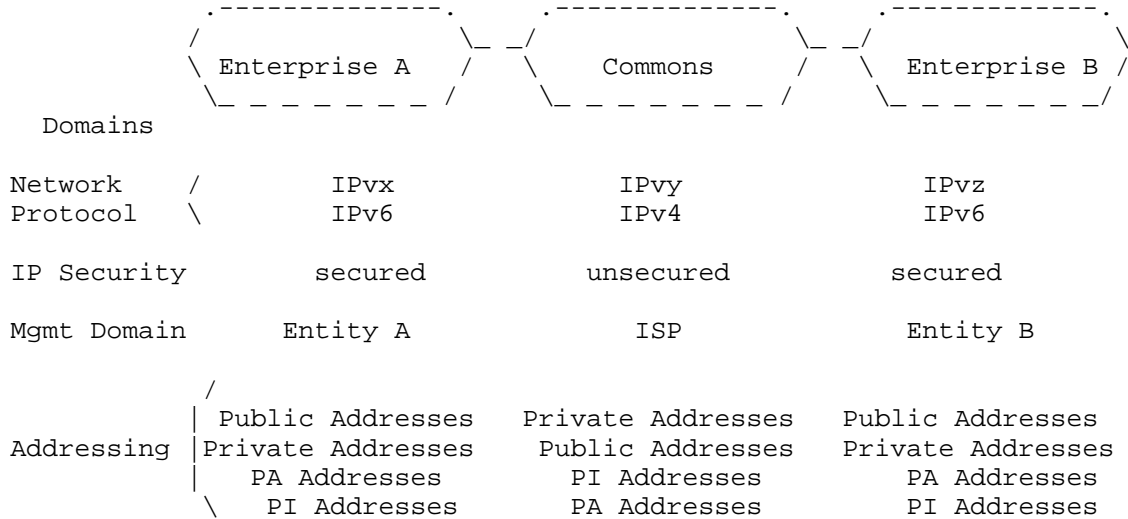 Enterprise A Commons Enterprise B
Domains
Network / IPvx IPvy IPvz
Protocol \ IPv6 IPv4 IPv6
IP Security secured unsecured secured
Mgmt Domain Entity A ISP Entity B
/
| Public Addresses Private Addresses Public Addresses
Addressing |Private Addresses Public Addresses Private Addresses
| PA Addresses PI Addresses PA Addresses
\ PI Addresses PA Addresses PI Addresses